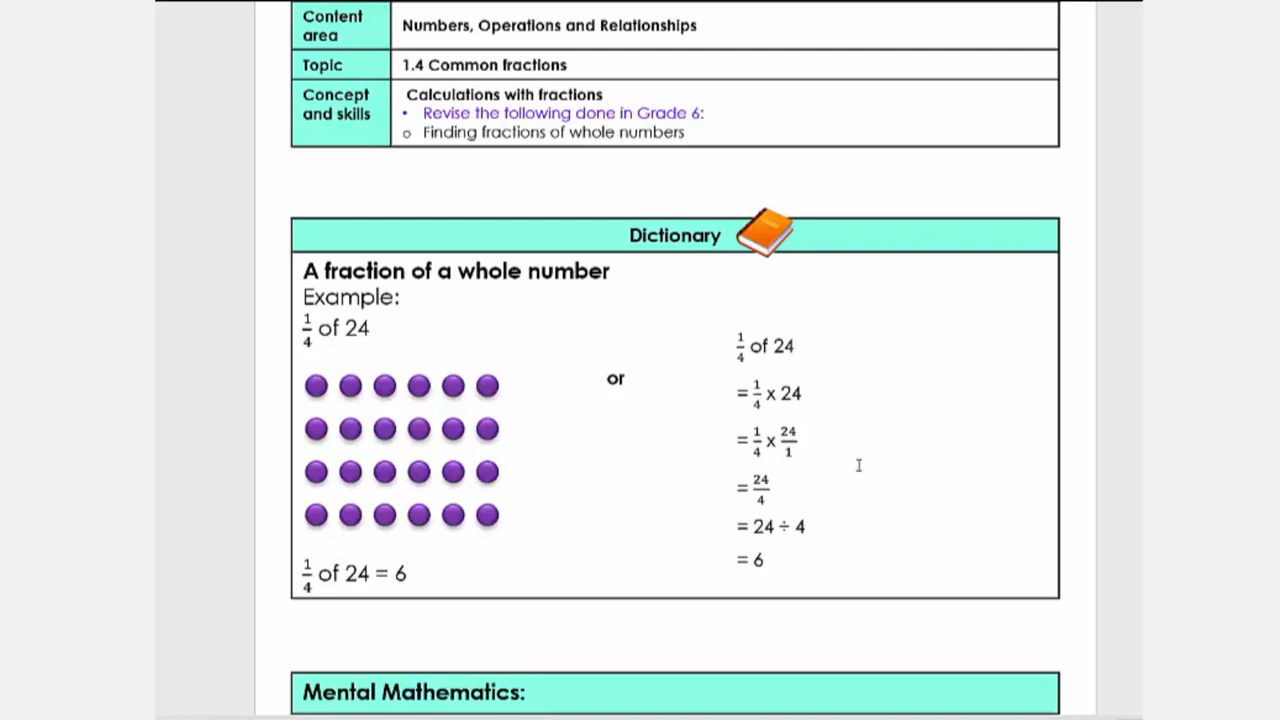 Content area
Numbers, Operations and Relationships
Topic
1.4 Common fractions
Concept and skills
Calculations with fractions
• Revise the following done in Grade 6:
o Finding fractions of whole numbers
Dictionary
A fraction of a whole number
Example:
1/4 of 24
or
1/4 of 24 = 6
1/4 of 24
= 1/4 x 24
= 1/4 x 24/1
= 24/4
= 24 ÷ 4
= 6
Mental Mathematics: